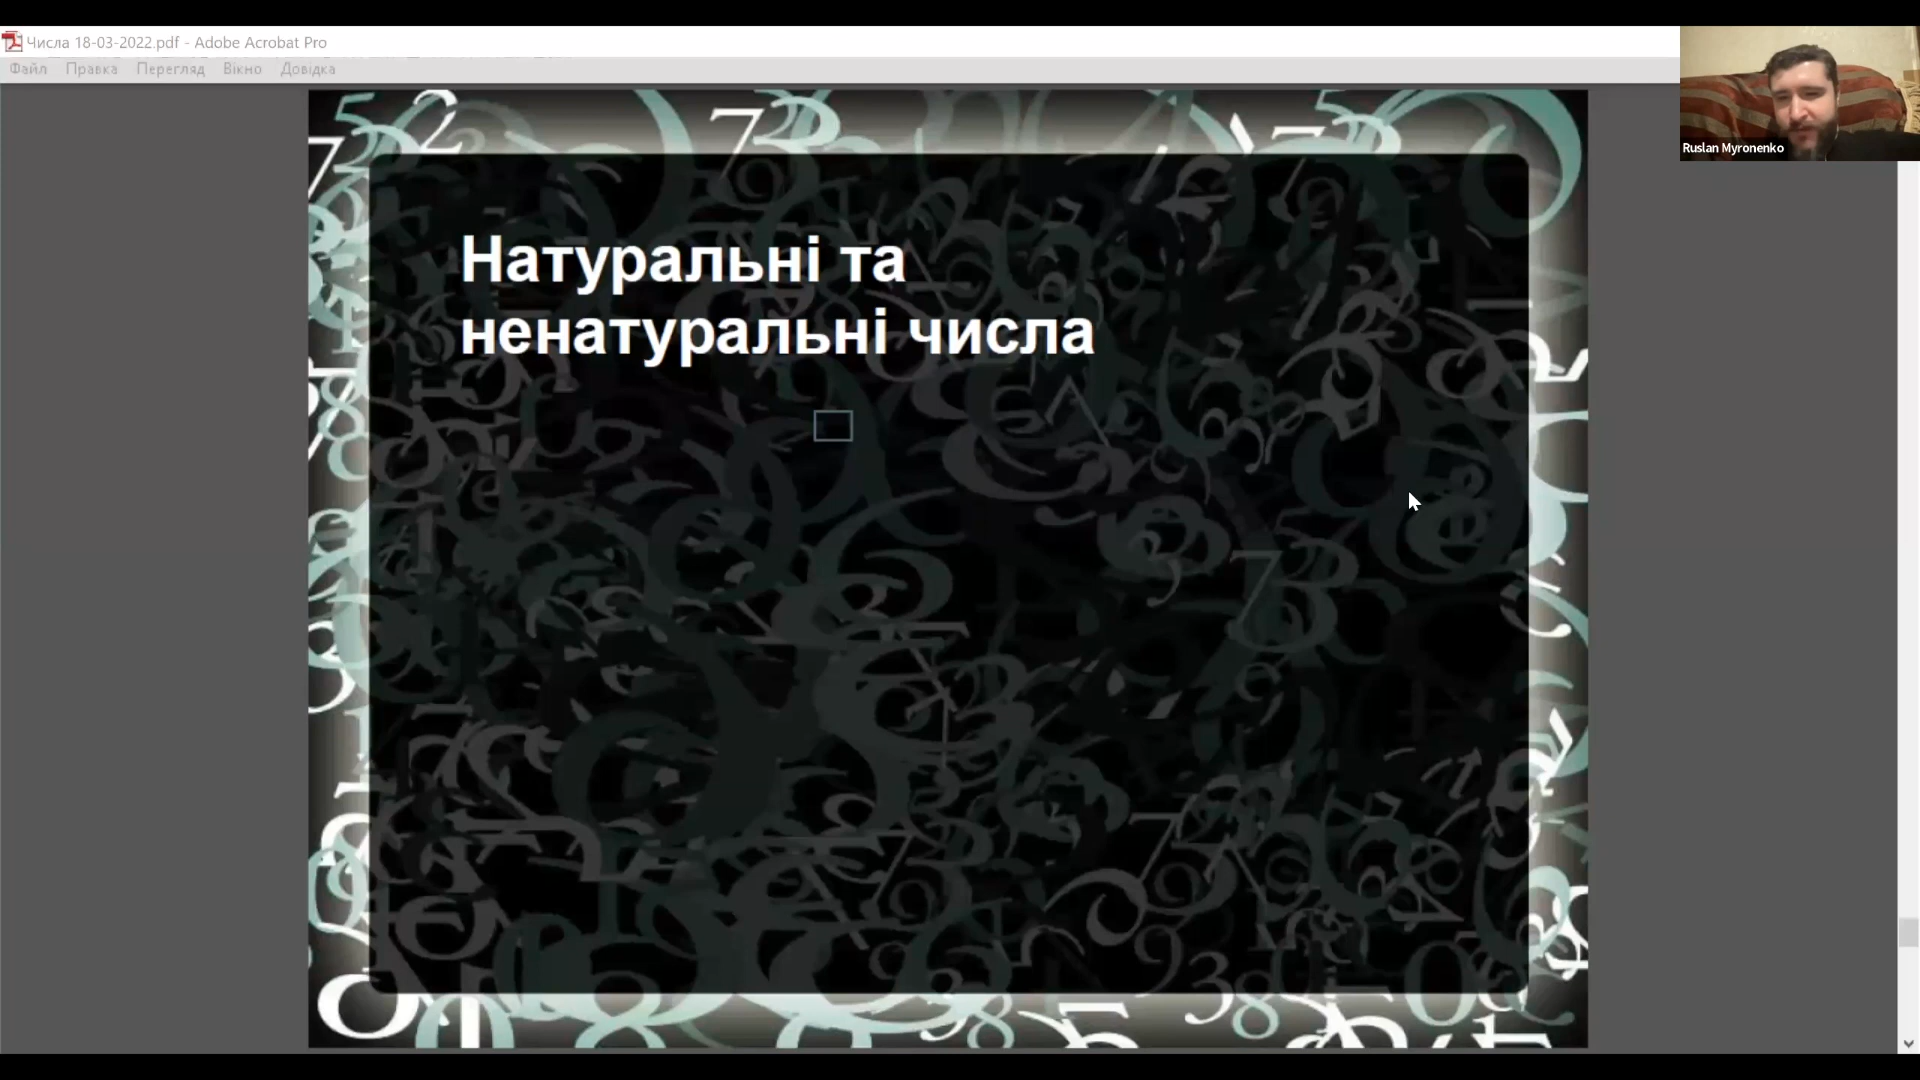 Числа 18-03-2022.pdf - Adobe Acrobat Pro
Файл Правка Перегляд Вікно Довідка
Ruslan Myronenko
Натуральні та
ненатуральні числа